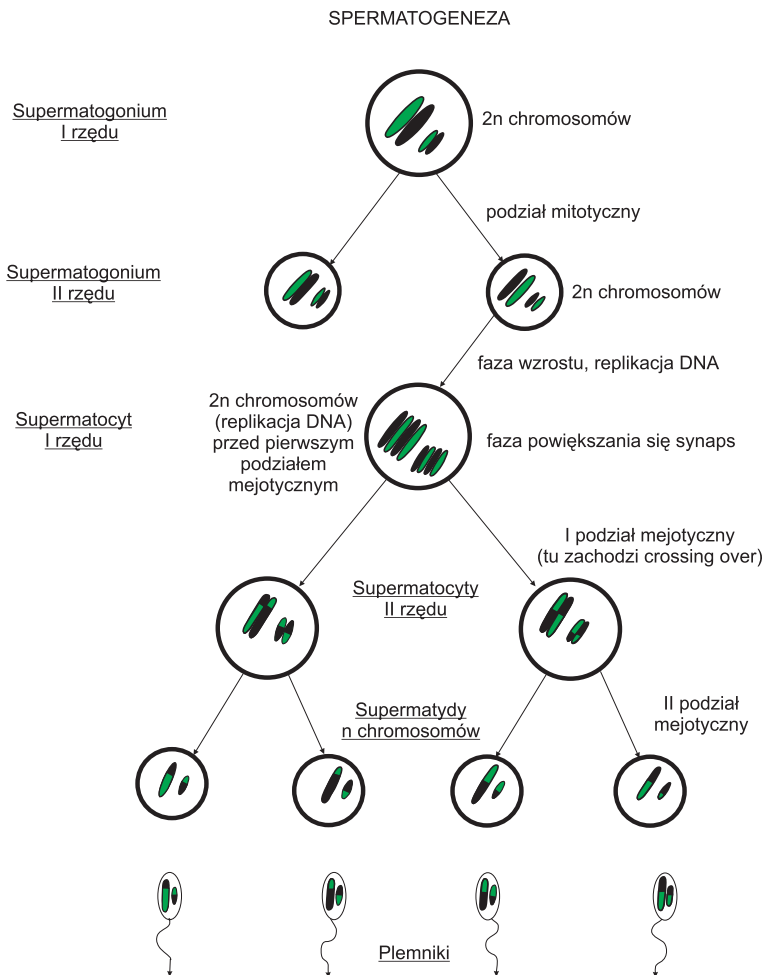 SPERMATOGENEZA
Supermatogonium
I rzędu
2n chromosomów
podział mitotyczny
Supermatogonium
II rzędu
2n chromosomów
faza wzrostu, replikacja DNA
Supermatocyt
I rzędu
2n chromosomów
(replikacja DNA)
przed pierwszym
podziałem
mejotycznym
faza powiększania się synaps
I podział mejotyczny
(tu zachodzi crossing over)
Supermatocyty
II rzędu
Supermatydy
n chromosomów
II podział
mejotyczny
Plemniki